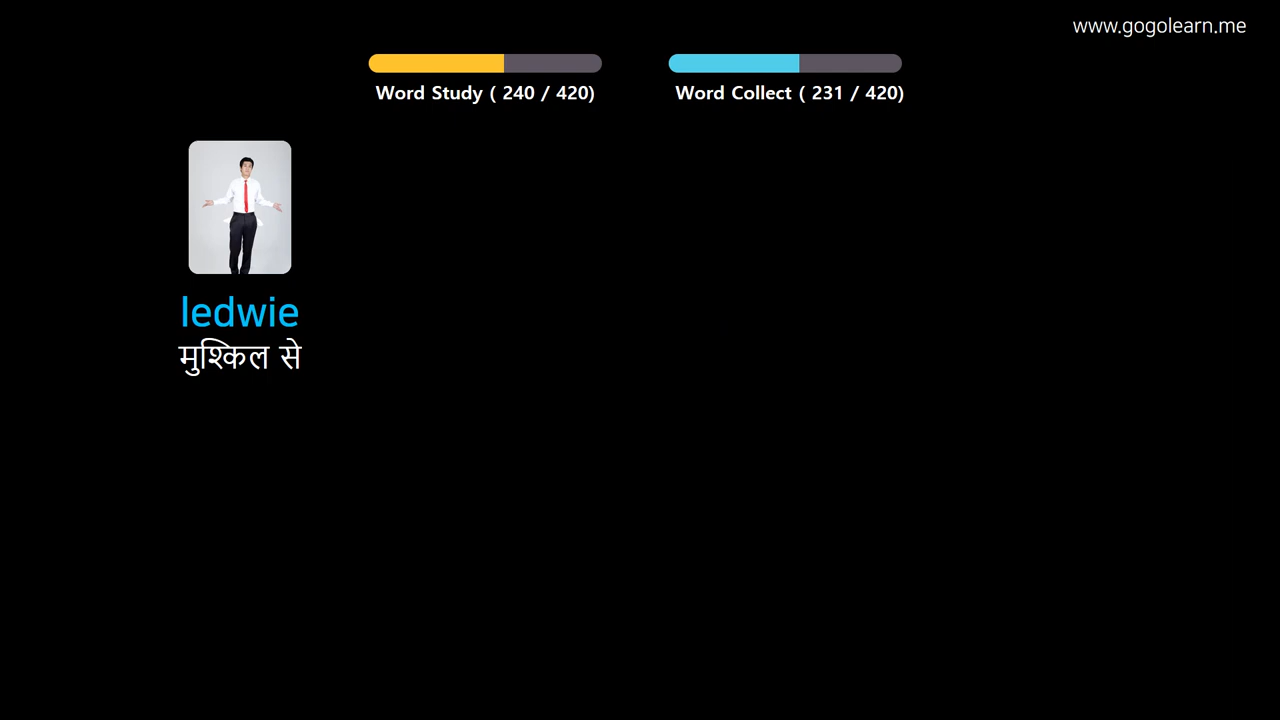 www.gogolearn.me
Word Study ( 240 / 420)
Word Collect ( 231 / 420)
ledwie
मुश्किल से